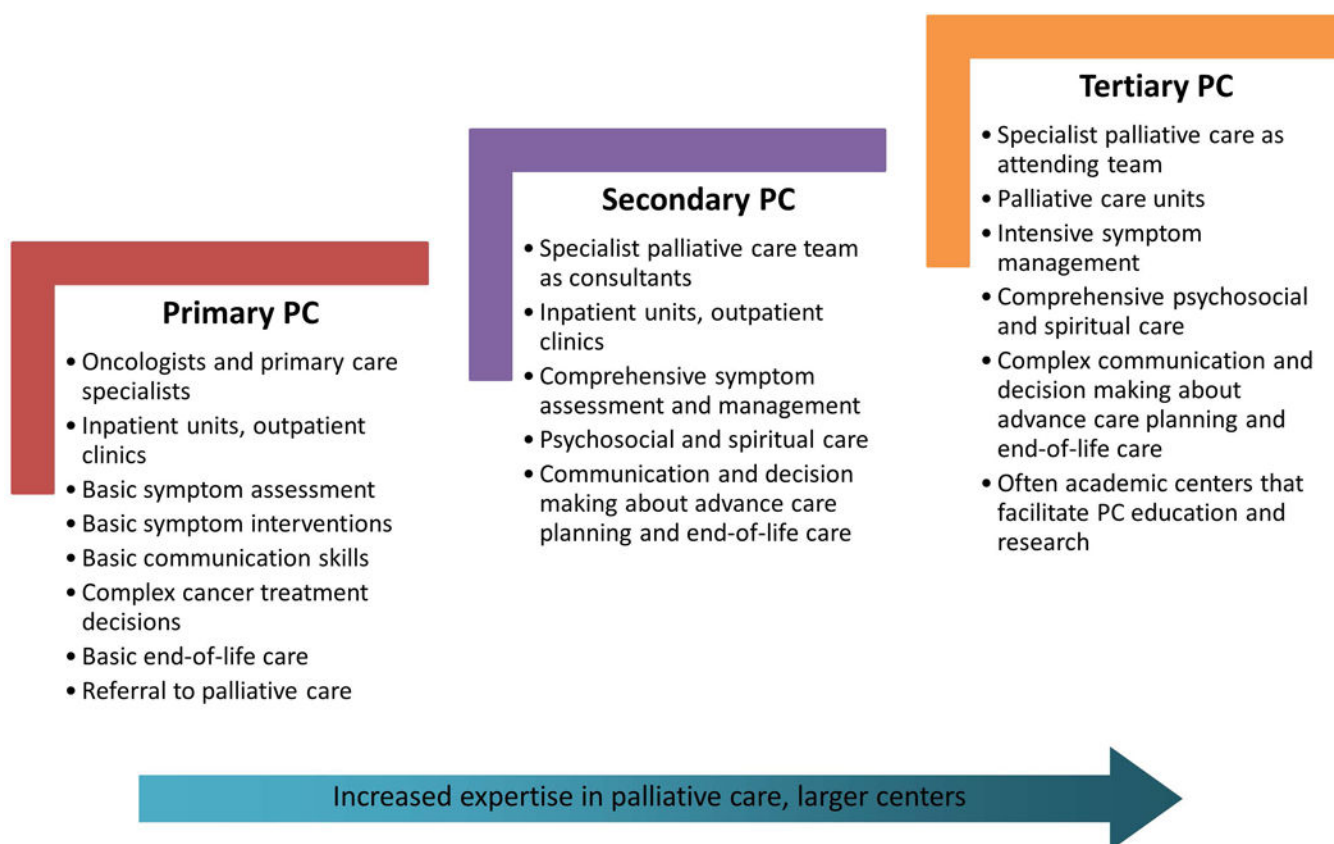 Primary PC
• Oncologists and primary care
specialists
• Inpatient units, outpatient
clinics
• Basic symptom assessment
• Basic symptom interventions
• Basic communication skills
• Complex cancer treatment
decisions
• Basic end-of-life care
• Referral to palliative care
Secondary PC
• Specialist palliative care team
as consultants
• Inpatient units, outpatient
clinics
• Comprehensive symptom
assessment and management
• Psychosocial and spiritual care
• Communication and decision
making about advance care
planning and end-of-life care
Tertiary PC
• Specialist palliative care as
attending team
• Palliative care units
• Intensive symptom
management
• Comprehensive psychosocial
and spiritual care
• Complex communication and
decision making about
advance care planning and
end-of-life care
• Often academic centers that
facilitate PC education and
research
Increased expertise in palliative care, larger centers